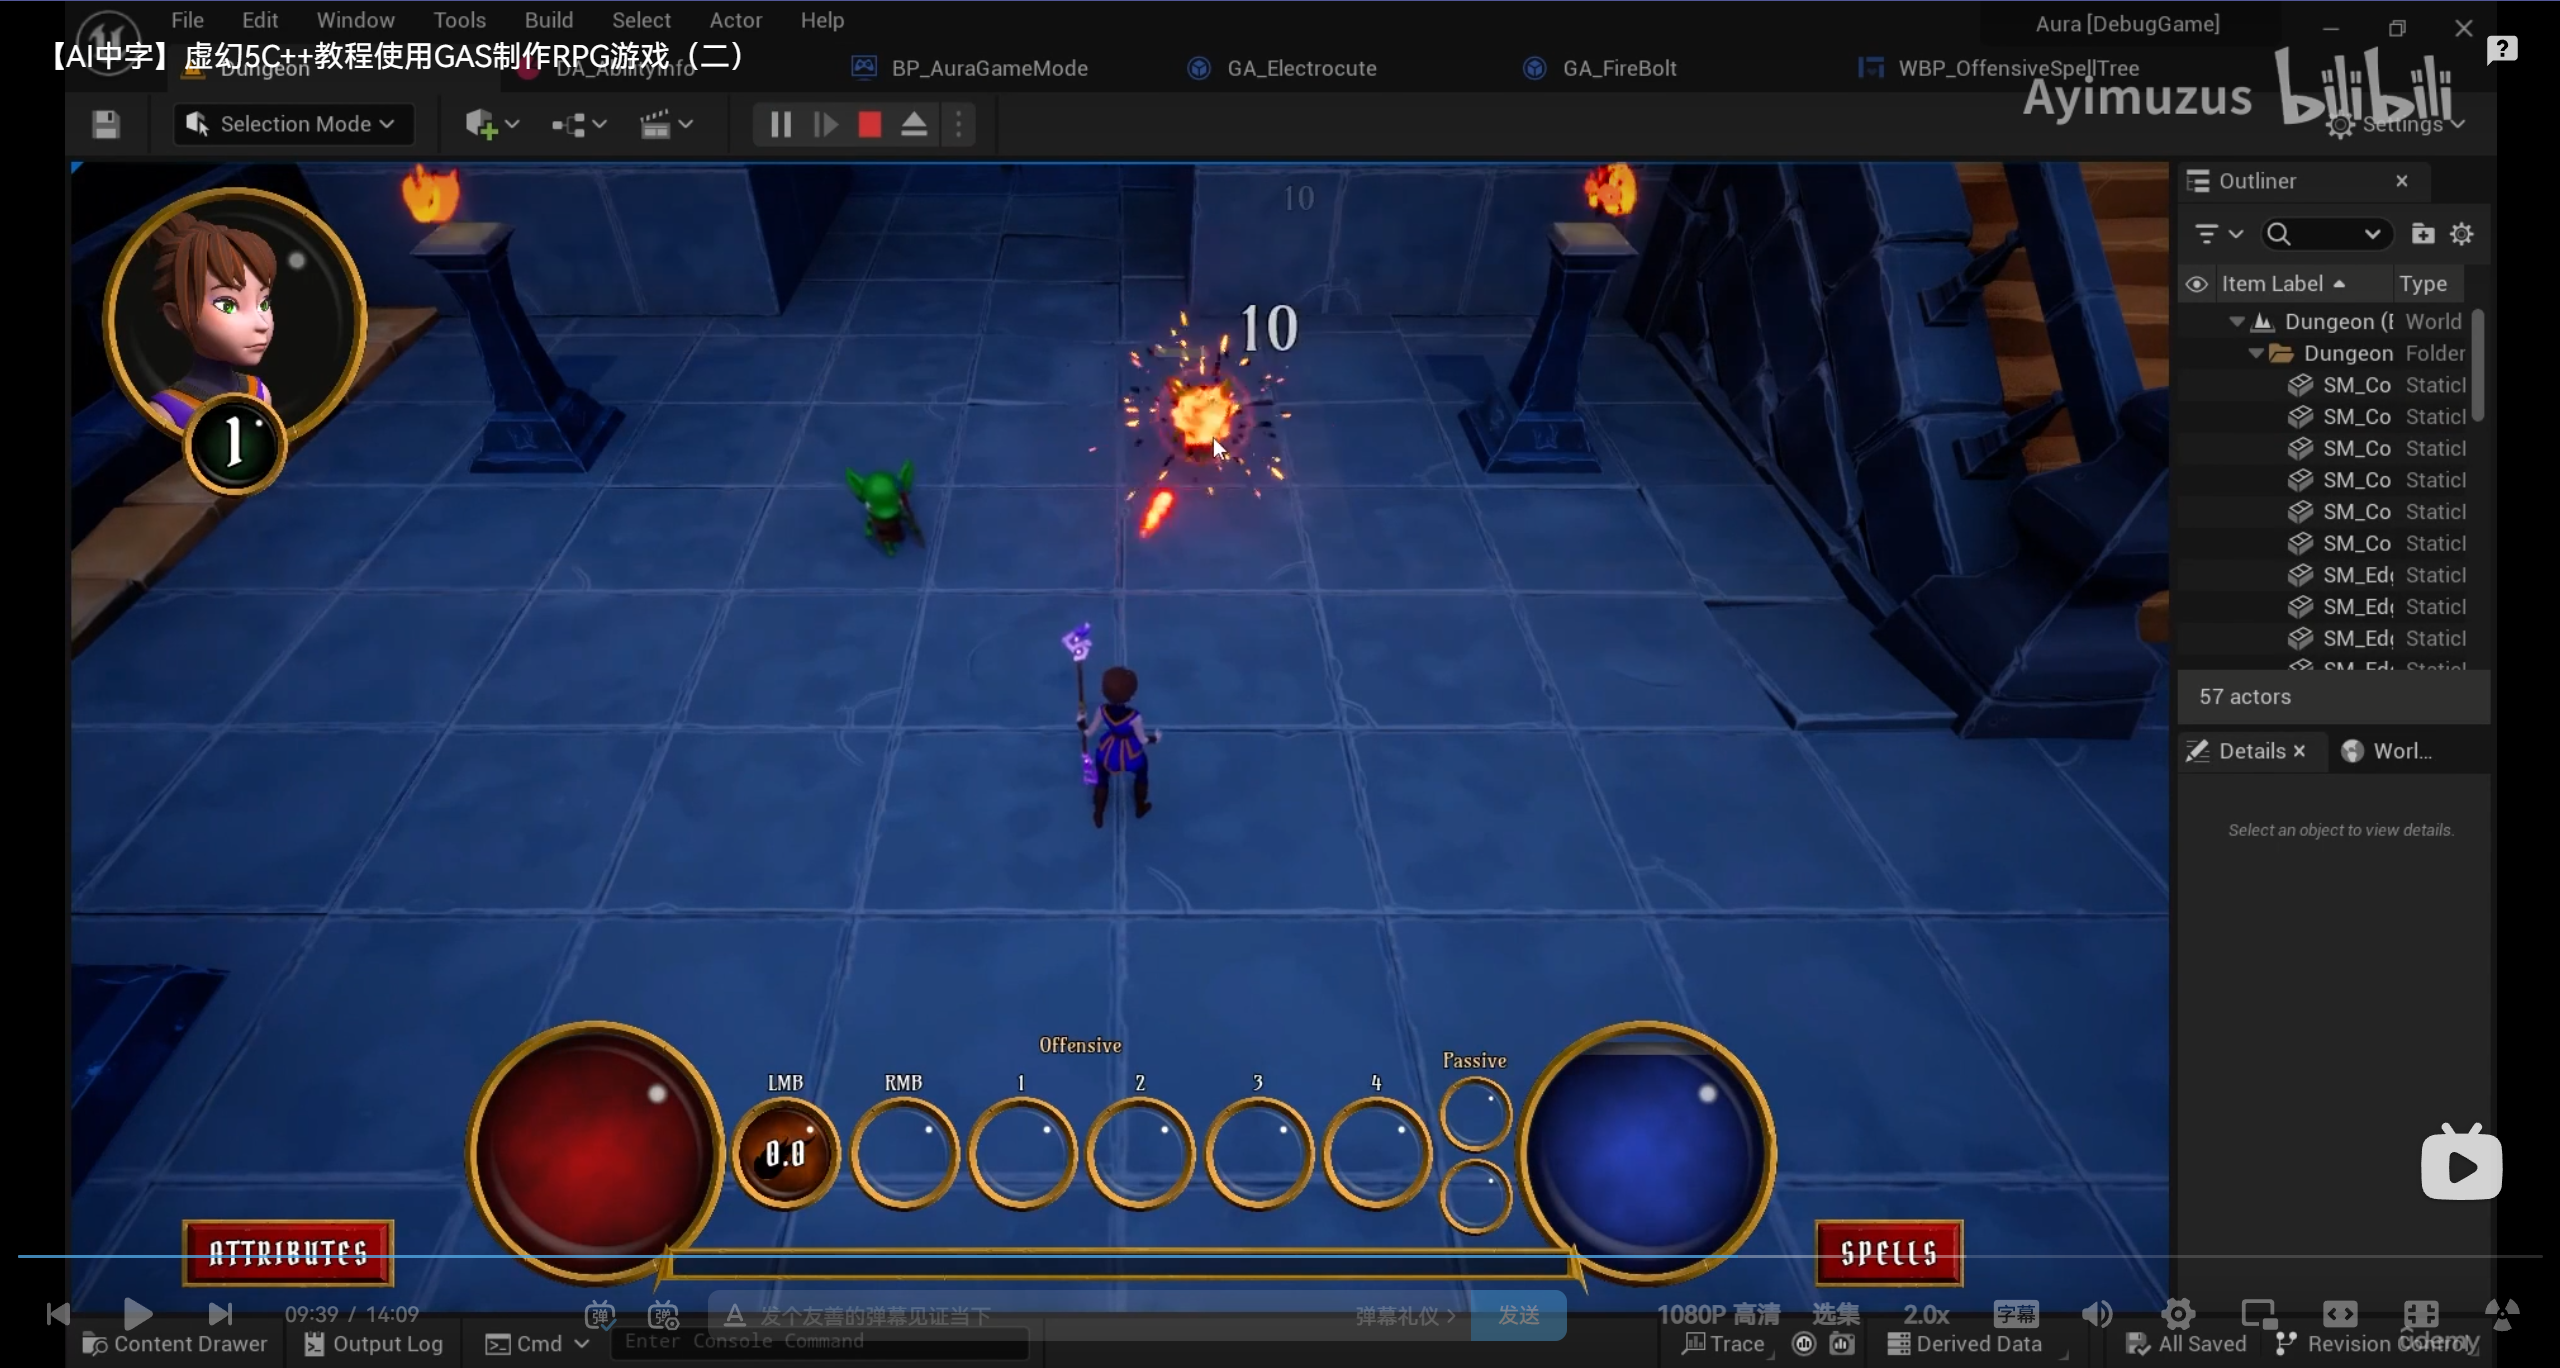 File Edit Window Tools Build Select Actor Help
Aura [DebugGame]
【AI中字】虚幻5C++教程使用GAS制作RPG游戏（二）
Dungeon
DA_AbilityInfo
BP_AuraGameMode
GA_Electrocute
GA_FireBolt
WBP_OffensiveSpellTree
Ayimuzus bilibili
Selection Mode
Settings
Outliner
10
Item Label
Type
10
Dungeon (
World
Dungeon
Folder
SM_Co
Static
SM_Co
Static
SM_Co
Static
SM_Co
Static
SM_Co
Static
SM_Co
Static
SM_Ed
Static
SM_Ed
Static
SM_Ed
Static
1
57 actors
Details
Worl...
Select an object to view details.
Offensive
Passive
LMB
RMB
1
2
3
4
0.0
ATTRIBUTES
SPELLS
09:39 / 14:09
发个友善的弹幕见证当下
弹幕礼仪
发送
1080P 高清
选集
2.0x
字幕
Content Drawer
Output Log
Cmd
Enter Console Command
Trace
Derived Data
All Saved
Revision Control
Udemy